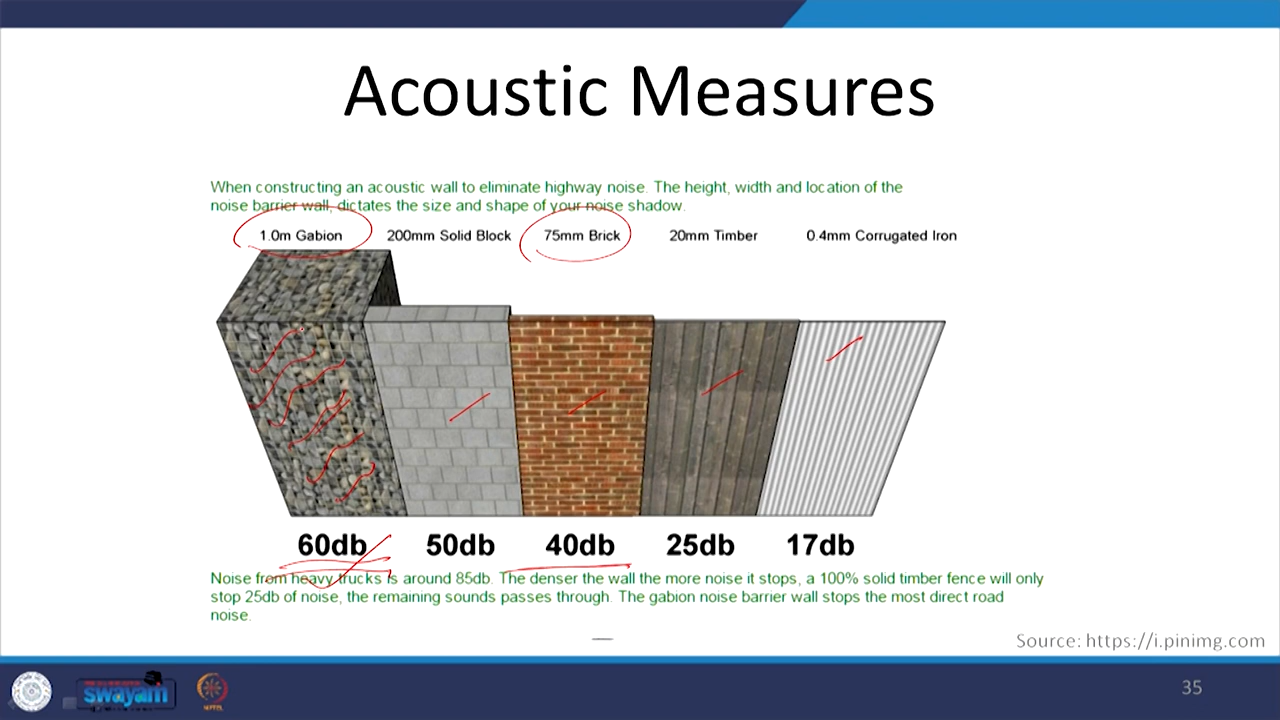 Acoustic Measures
When constructing an acoustic wall to eliminate highway noise. The height, width and location of the
noise barrier wall, dictates the size and shape of your noise shadow.
1.0m Gabion 200mm Solid Block 75mm Brick 20mm Timber 0.4mm Corrugated Iron
60db 50db 40db 25db 17db
Noise from heavy trucks is around 85db. The denser the wall the more noise it stops, a 100% solid timber fence will only
stop 25db of noise, the remaining sounds passes through. The gabion noise barrier wall stops the most direct road
noise.
Source: https://i.pinimg.com
swayam
35